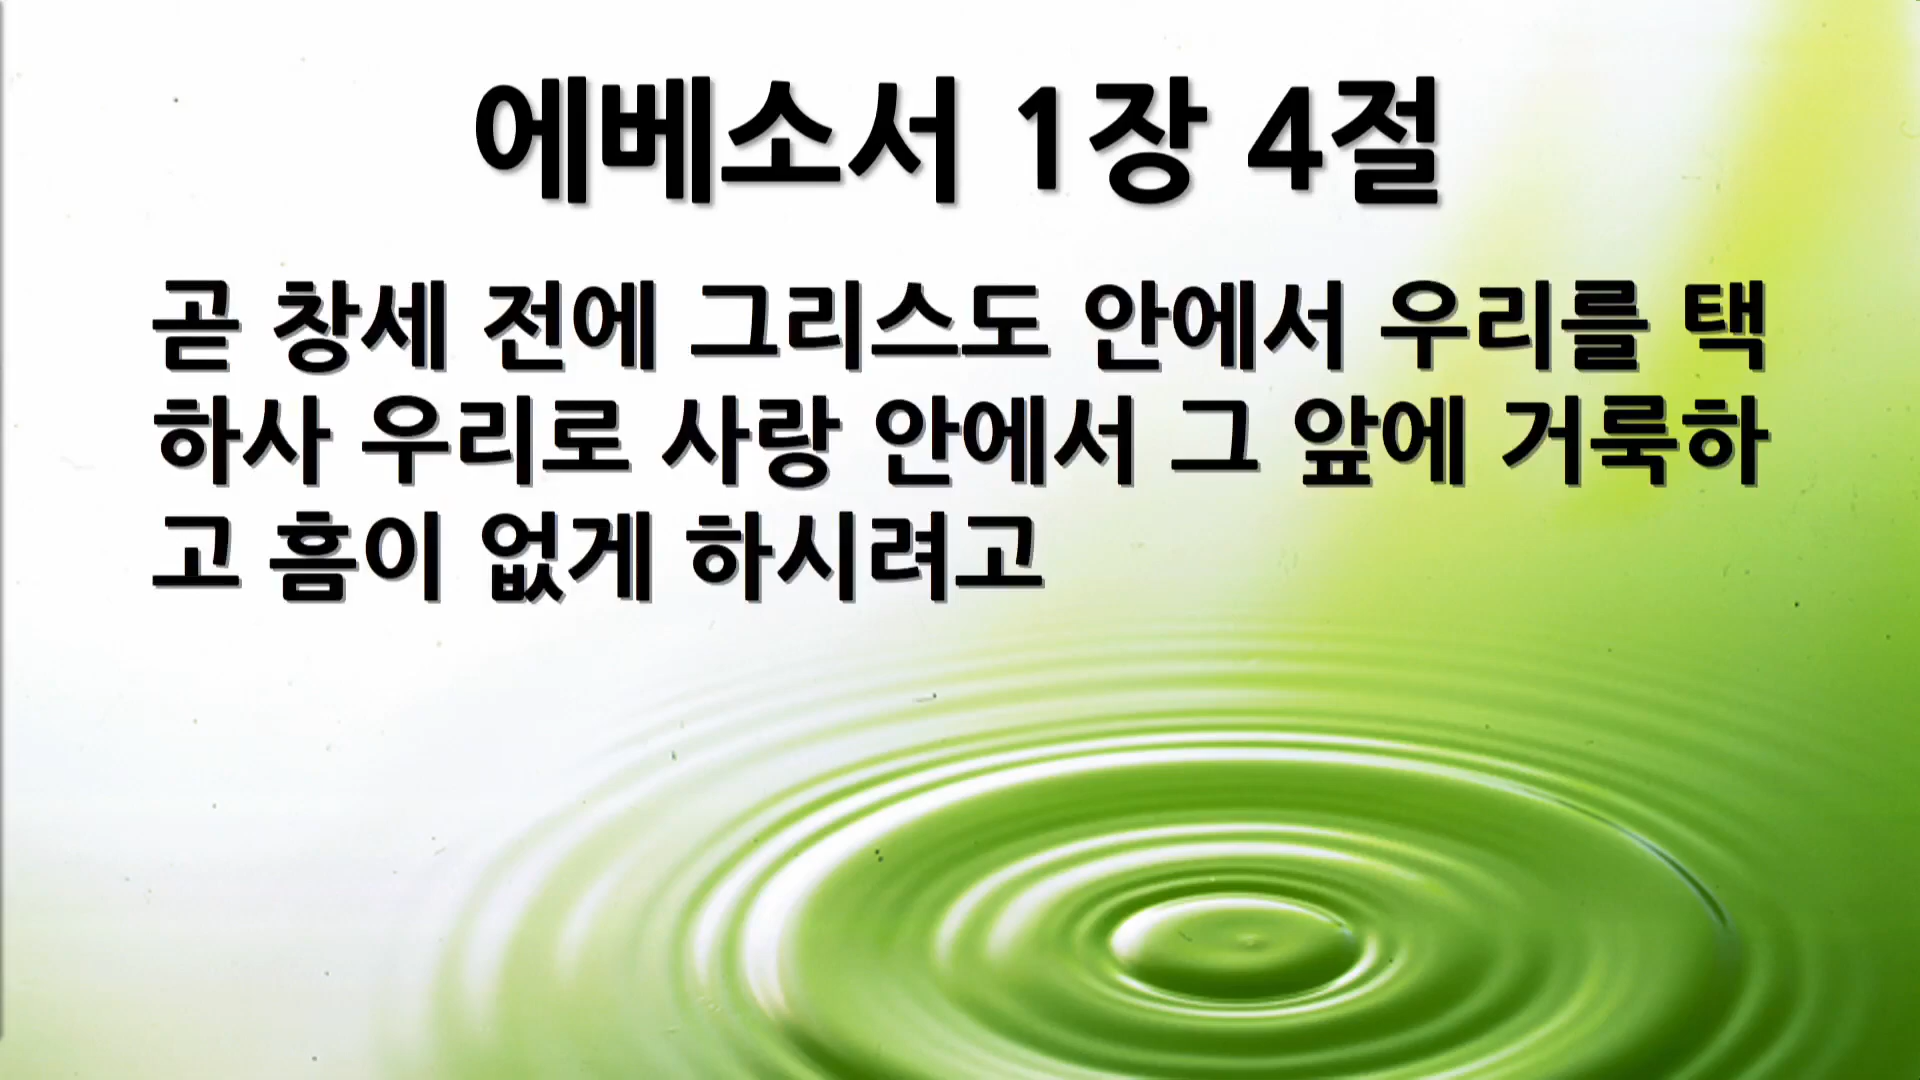 에베소서 1장 4절
곧 창세 전에 그리스도 안에서 우리를 택
하사 우리로 사랑 안에서 그 앞에 거룩하
고 흠이 없게 하시려고